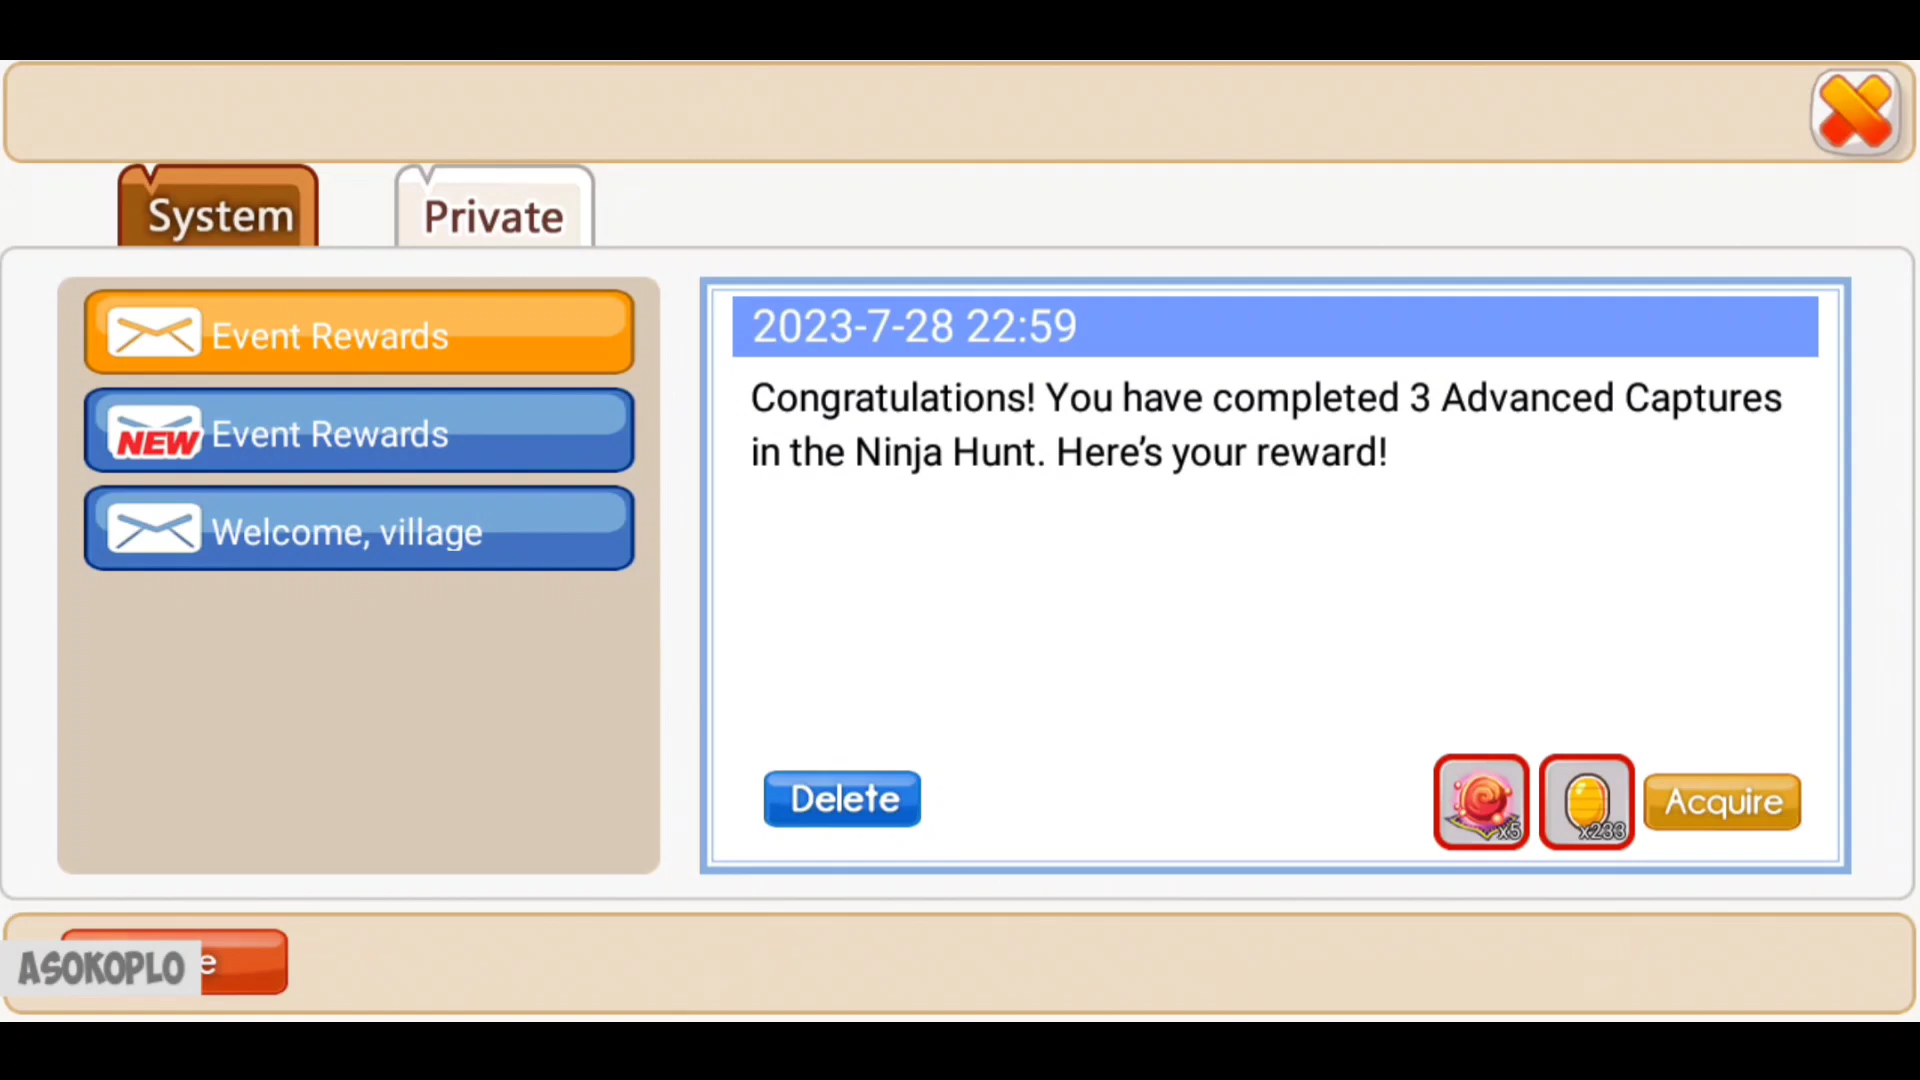 System
Private
Event Rewards
NEW Event Rewards
Welcome, village
2023-7-28 22:59
Congratulations! You have completed 3 Advanced Captures
in the Ninja Hunt. Here's your reward!
Delete
x5
x233
Acquire
ASOKOPLO